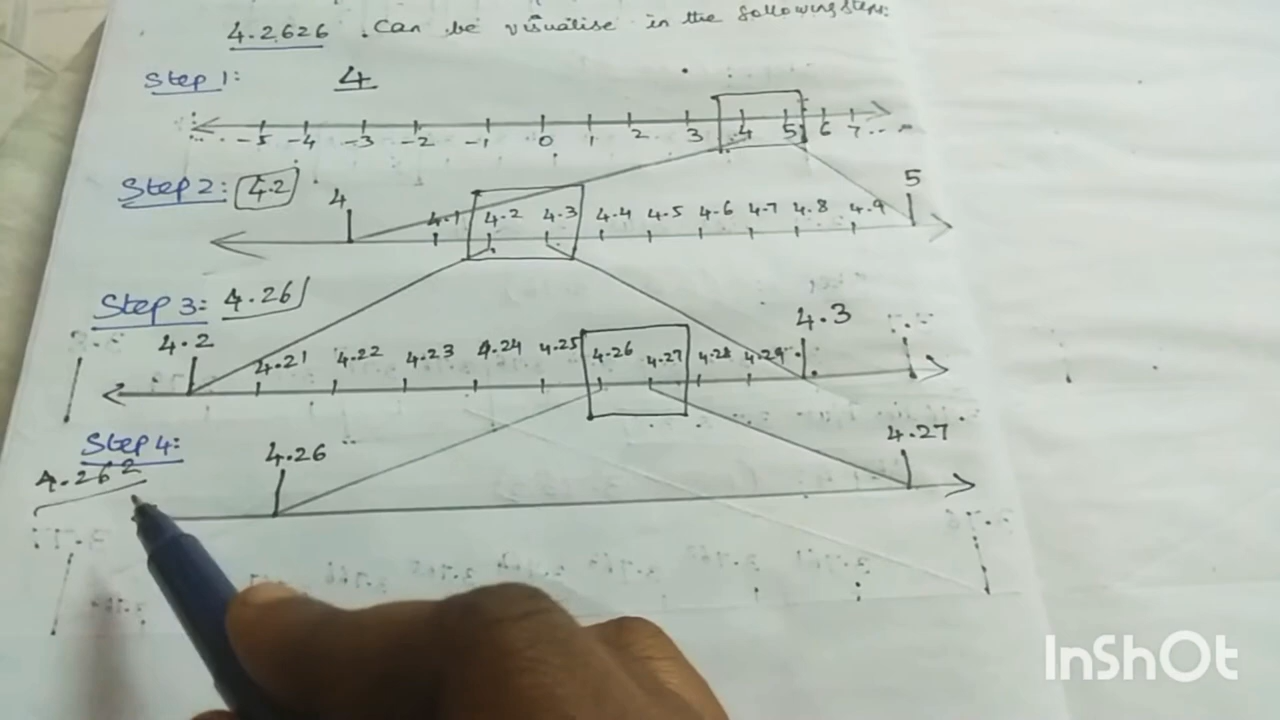 4.2626 . Can be visualise in the following steps:
Step 1: 4
-5 -4 -3 -2 -1 0 1 2 3 4 5 6 7
Step 2: 4.2
4 4.1 4.2 4.3 4.4 4.5 4.6 4.7 4.8 4.9 5
Step 3: 4.26
4.2 4.21 4.22 4.23 4.24 4.25 4.26 4.27 4.28 4.29 4.3
Step 4:
4.262
4.26 4.27
InShOt